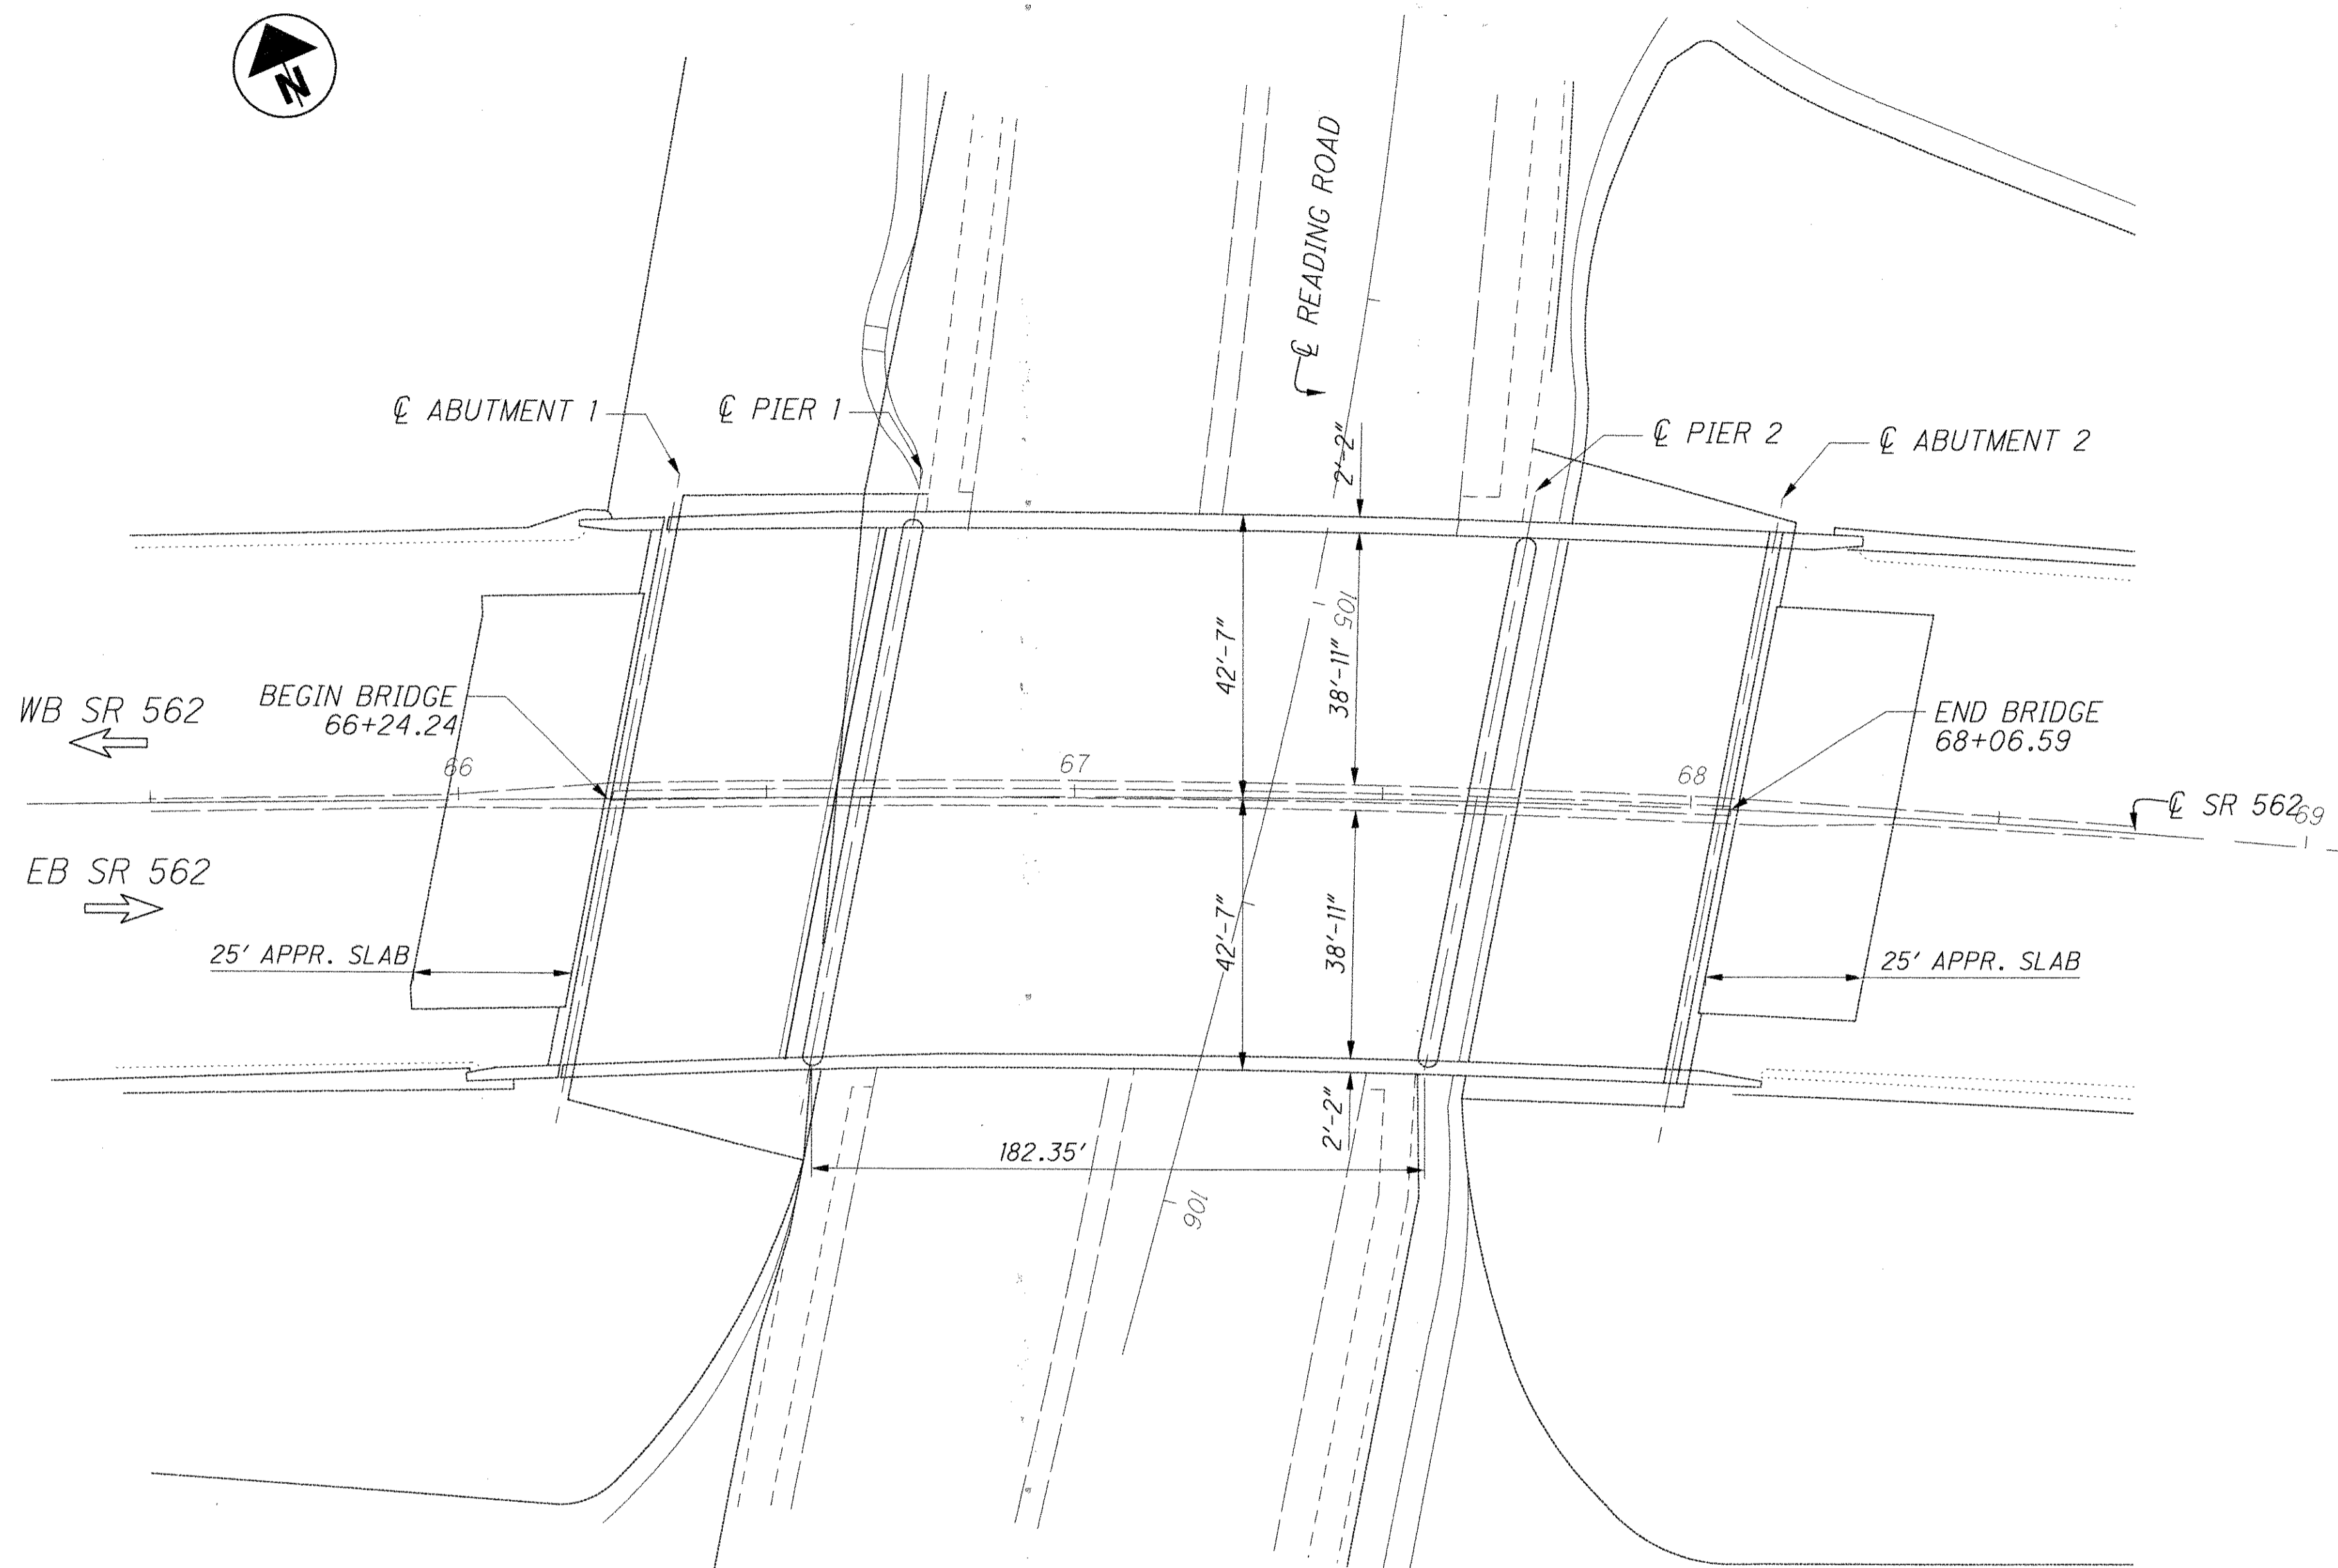 N
℄ READING ROAD
℄ ABUTMENT 1
℄ PIER 1
2'-2"
℄ PIER 2
℄ ABUTMENT 2
105
42'-7"
38'-11"
WB SR 562
BEGIN BRIDGE
66+24.24
END BRIDGE
68+06.59
66
67
68
℄ SR 562
69
EB SR 562
25' APPR. SLAB
42'-7"
38'-11"
25' APPR. SLAB
2'-2"
182.35'
106